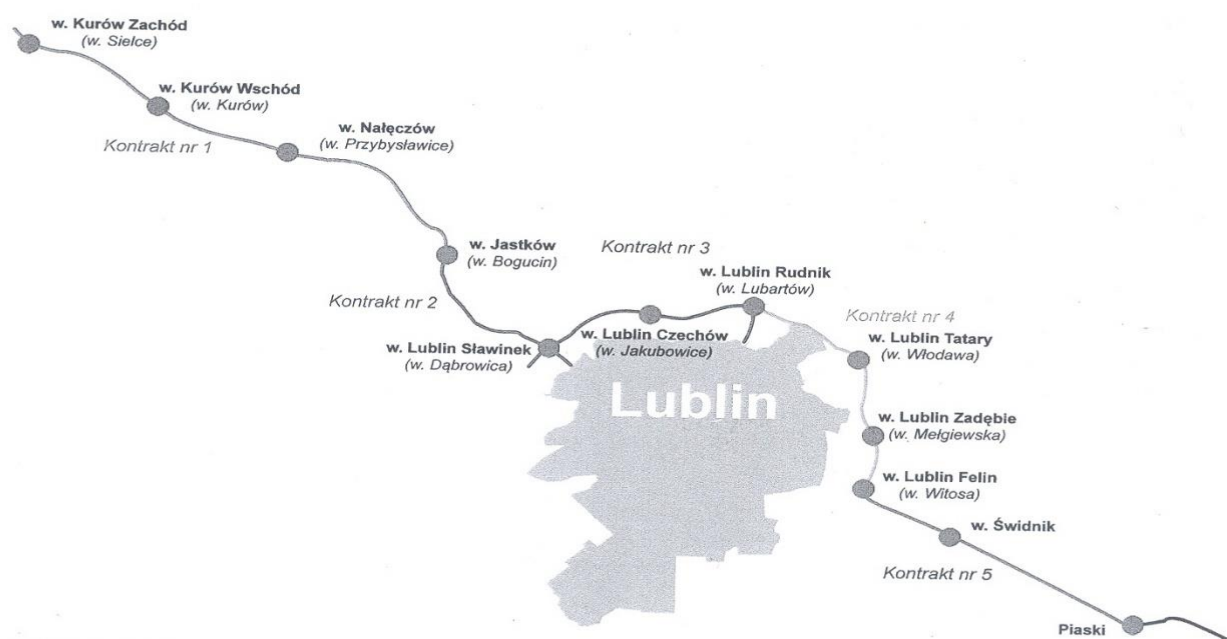 w. Kurów Zachód
(w. Sielce)
w. Kurów Wschód
(w. Kurów)
Kontrakt nr 1
w. Nałęczów
(w. Przybysławice)
w. Jastków
(w. Bogucin)
Kontrakt nr 2
Kontrakt nr 3
w. Lublin Rudnik
(w. Lubartów)
Kontrakt nr 4
w. Lublin Sławinek
(w. Dąbrowica)
w. Lublin Czechów
(w. Jakubowice)
w. Lublin Tatary
(w. Włodawa)
Lublin
w. Lublin Zadębie
(w. Mełgiewska)
w. Lublin Felin
(w. Witosa)
w. Świdnik
Kontrakt nr 5
Piaski